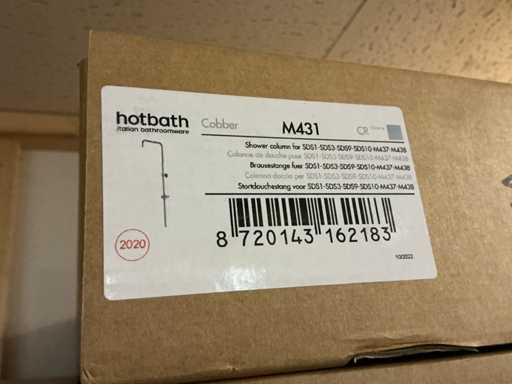 hotbath
italian bathroomware
Cobber
M431
CR
Shower column for SDS1-SDS3-SDS9-SDS10-M437-M438
Colonne de douche pour SDS1-SDS3-SDS9-SDS10-M437-M438
Brausestange fuer SDS1-SDS3-SDS9-SDS10-M437-M438
Colonna doccia per SDS1-SDS3-SDS9-SDS10-M437-M438
Stortdouchestang voor SDS1-SDS3-SDS9-SDS10-M437-M438
2020
8 720143 162183